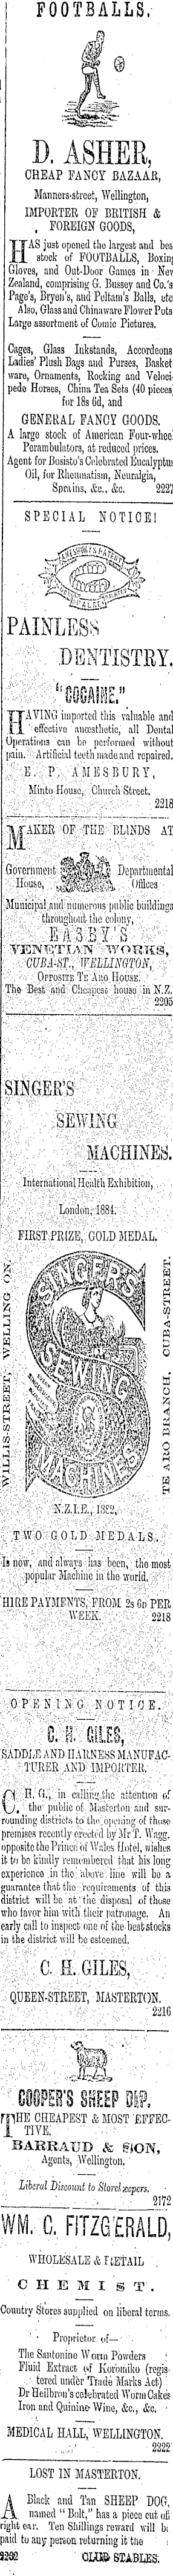 FOOTBALLS.
D. ASHER,
CHEAP FANCY BAZAAR,
Manners-street, Wellington,
IMPORTER OF BRITISH &
FOREIGN GOODS,
HAS just opened the largest and bes
stock of FOOTBALLS, Boxing
Gloves, and Out-Door Games in New
Zealand, comprising G. Bussey and Co.'s
Page's, Bryen's, and Peltam's Balls, etc
Also, Glass and Chinaware Flower Pots
Large assortment of Comic Pictures.
Cages, Glass Inkstands, Accordeons
Ladies' Plush Bags and Purses, Basket
ware, Ornaments, Rocking and Veloci-
pede Horses, China Tea Sets (40 pieces
for 18s 6d, and
GENERAL FANCY GOODS.
A large stock of American Four-wheel
Perambulators, at reduced prices.
Agent for Bosisto's Celebrated Eucalyptus
Oil, for Rheumatism, Neuralgia,
Sprains, &c., &c. 2227
SPECIAL NOTICE!
PAINLESS
DENTISTRY.
"COCAINE."
HAVING imported this valuable and
effective anæsthetic, all Dental
Operations can be performed without
pain. Artificial teeth made and repaired.
E. P. AMESBURY,
Minto House, Church Street.
2218
MAKER OF THE BLINDS AT
Government Departmental
House, Offices
Municipal and numerous public buildings
throughout the colony,
EASBY'S
VENETIAN WORKS,
CUBA-ST., WELLINGTON,
OPPOSITE TE ARO HOUSE.
The Best and Cheapest house in N.Z.
2205
SINGER'S
SEWING
MACHINES.
International Health Exhibition,
London, 1884.
FIRST PRIZE, GOLD MEDAL.
WILLIS-STREET, WELLINGTON.
SINGER'S
SEWING
MACHINES
TE ARO BRANCH, CUBA-STREET.
N.Z.I.E., 1882,
TWO GOLD MEDALS.
Is now, and always has been, the most
popular Machine in the world.
HIRE PAYMENTS, FROM 2s 6D PER
WEEK. 2218
OPENING NOTICE.
C. H. GILES,
SADDLE AND HARNESS MANUFAC-
TURER AND IMPORTER.
C. H. G., in calling the attention of
the public of Masterton and sur-
rounding districts to the opening of those
premises recently erected by Mr T. Wagg,
opposite the Prince of Wales Hotel, wishes
it to be kindly remembered that his long
experience in the above line will be a
guarantee that the requirements of this
district will be at the disposal of those
who favor him with their patronage. An
early call to inspect one of the best stocks
in the district will be esteemed.
C. H. GILES,
QUEEN-STREET, MASTERTON.
2216
COOPER'S SHEEP DIP.
THE CHEAPEST & MOST EFFEC-
TIVE.
BARRAUD & SON,
Agents, Wellington.
Liberal Discount to Storekeepers.
2172
WM. C. FITZGERALD,
WHOLESALE & RETAIL
CHEMIST.
Country Stores supplied on liberal terms.
Proprietor of—
The Santonine Worm Powders
Fluid Extract of Koromiko (regis-
tered under Trade Marks Act)
Dr Heilbron's celebrated Worm Cakes
Iron and Quinine Wine, &c., &c.
MEDICAL HALL, WELLINGTON.
2222
LOST IN MASTERTON.
A Black and Tan SHEEP DOG,
named "Bolt," has a piece cut off
right ear. Ten Shillings reward will be
paid to any person returning it the
2202 CLUB STABLES.